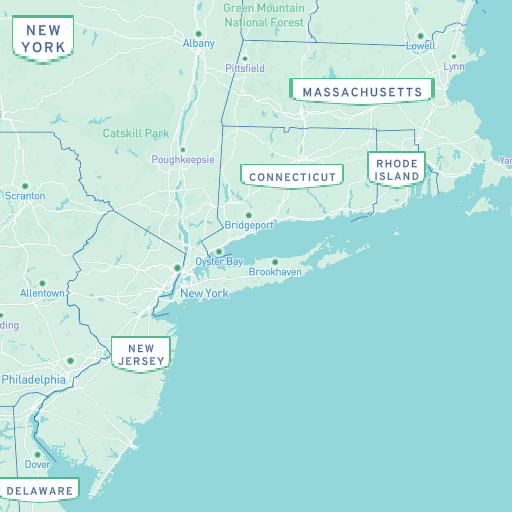 Green Mountain
National Forest
NEW
YORK
Albany
Lowell
Pittsfield
Lynn
MASSACHUSETTS
Catskill Park
Poughkeepsie
RHODE
ISLAND
CONNECTICUT
Scranton
Bridgeport
Oyster Bay
Brookhaven
Allentown
New York
ding
NEW
JERSEY
Philadelphia
Dover
DELAWARE